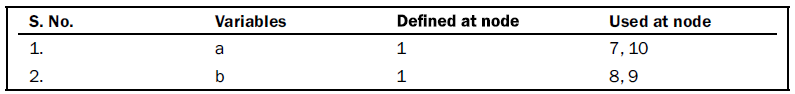 S. No. Variables Defined at node Used at node
1. a 1 7, 10
2. b 1 8, 9